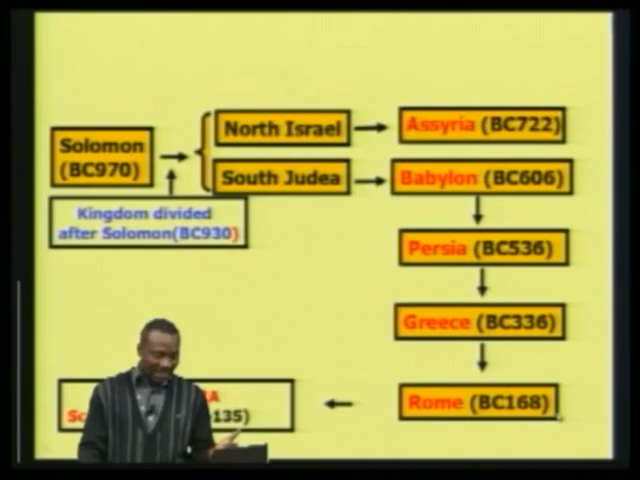 Solomon
(BC970)
North Israel
South Judea
Kingdom divided
after Solomon(BC930)
Assyria (BC722)
Babylon (BC606)
Persia (BC536)
Greece (BC336)
Rome (BC168)
135)